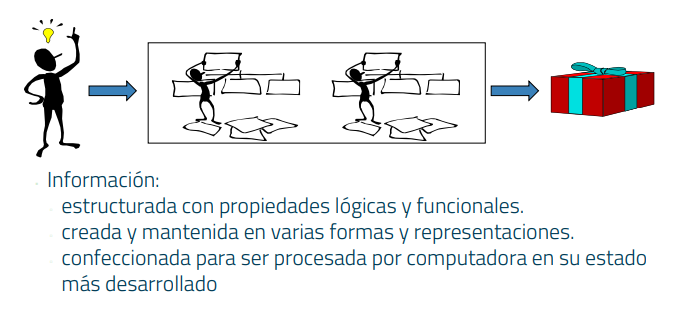 Información:
estructurada con propiedades lógicas y funcionales.
creada y mantenida en varias formas y representaciones.
confeccionada para ser procesada por computadora en su estado
más desarrollado